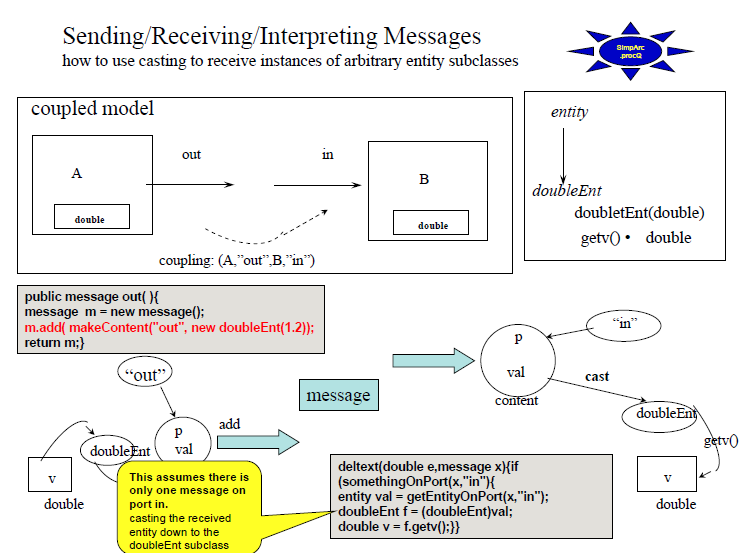 Sending/Receiving/Interpreting Messages
how to use casting to receive instances of arbitrary entity subclasses
SimpArc
.procQ
coupled model
out
in
A
B
double
double
coupling: (A,”out”,B,”in”)
entity
doubleEnt
doubletEnt(double)
getv() • double
public message out( ){
message m = new message();
m.add( makeContent("out", new doubleEnt(1.2));
return m;}
“out”
p
val
add
doubleEnt
v
double
message
“in”
p
val
content
cast
doubleEnt
getv()
v
double
This assumes there is
only one message on
port in.
casting the received
entity down to the
doubleEnt subclass
deltext(double e,message x){if
(somethingOnPort(x,"in"){
entity val = getEntityOnPort(x,"in");
doubleEnt f = (doubleEnt)val;
double v = f.getv();}}